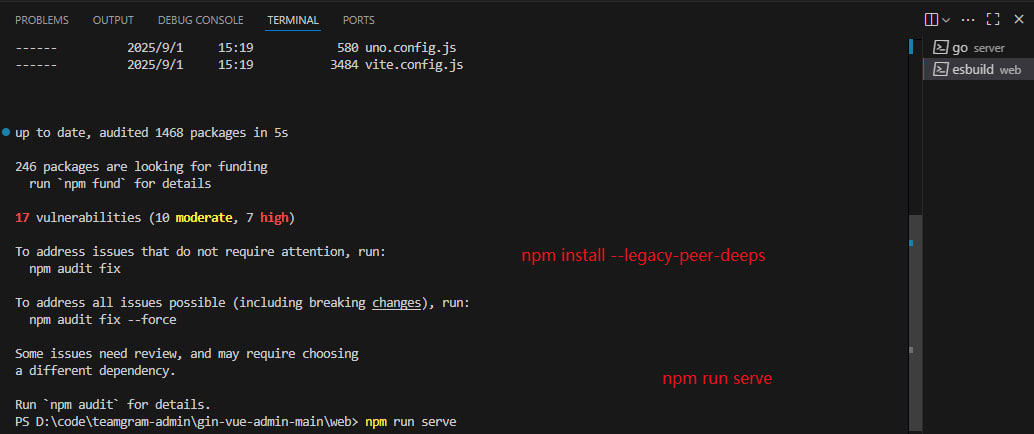 PROBLEMS OUTPUT DEBUG CONSOLE TERMINAL PORTS
------ 2025/9/1 15:19 580 uno.config.js
------ 2025/9/1 15:19 3484 vite.config.js
go server
esbuild web
up to date, audited 1468 packages in 5s
246 packages are looking for funding
run `npm fund` for details
17 vulnerabilities (10 moderate, 7 high)
To address issues that do not require attention, run:
npm install --legacy-peer-deeps
npm audit fix
To address all issues possible (including breaking changes), run:
npm audit fix --force
Some issues need review, and may require choosing
a different dependency.
npm run serve
Run `npm audit` for details.
PS D:\code\teamgram-admin\gin-vue-admin-main\web> npm run serve